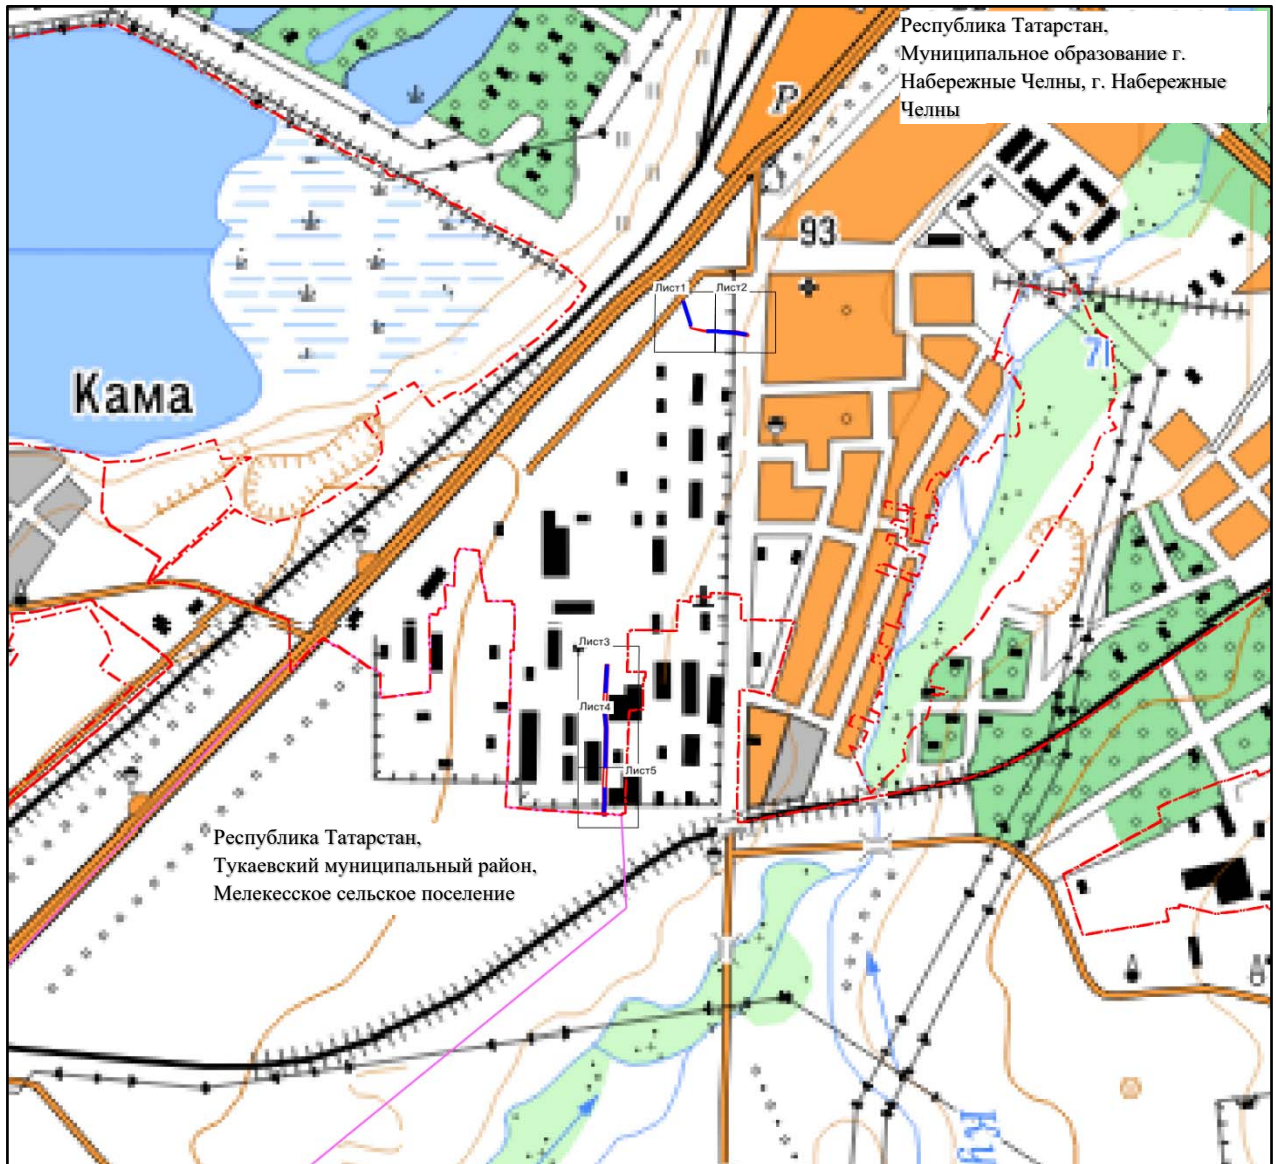 Республика Татарстан,
Муниципальное образование г.
Набережные Челны, г. Набережные
Челны
Р
93
Лист1
Лист2
71
Кама
Лист3
Лист4
Лист5
Республика Татарстан,
Тукаевский муниципальный район,
Мелекесское сельское поселение
Ку